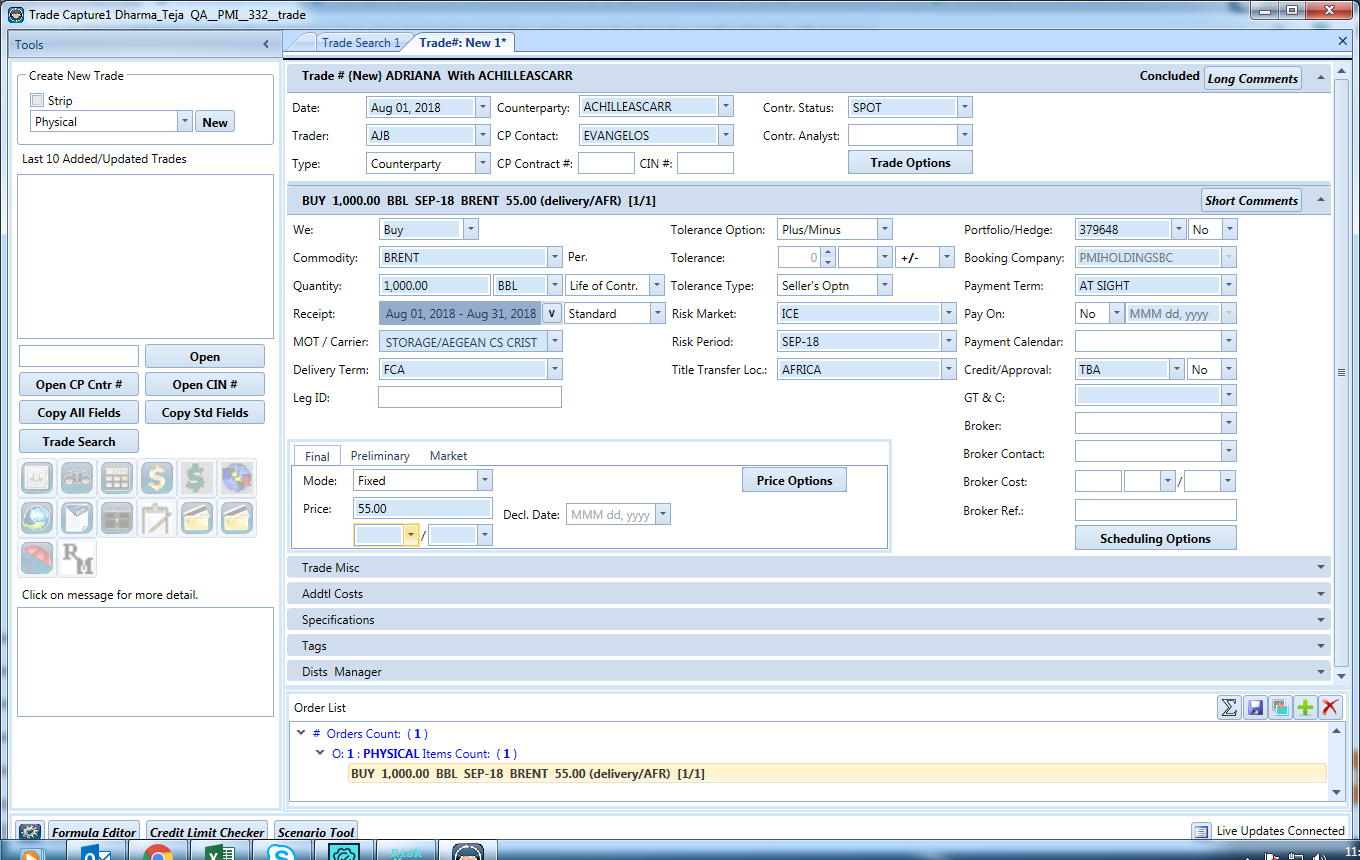 Trade Capture1 Dharma_Teja QA__PMI__332__trade
Tools
Trade Search 1 Trade#: New 1*
Create New Trade
Strip
Physical New
Last 10 Added/Updated Trades
Open
Open CP Cntr # Open CIN #
Copy All Fields Copy Std Fields
Trade Search
RM
Click on message for more detail.
Trade # {New} ADRIANA With ACHILLEASCARR Concluded Long Comments
Date: Aug 01, 2018 Counterparty: ACHILLEASCARR Contr. Status: SPOT
Trader: AJB CP Contact: EVANGELOS Contr. Analyst:
Type: Counterparty CP Contract #: CIN #: Trade Options
BUY 1,000.00 BBL SEP-18 BRENT 55.00 (delivery/AFR) [1/1] Short Comments
We: Buy Tolerance Option: Plus/Minus Portfolio/Hedge: 379648 No
Commodity: BRENT Per. Tolerance: 0 +/- Booking Company: PMIHOLDINGSBC
Quantity: 1,000.00 BBL Life of Contr. Tolerance Type: Seller's Optn Payment Term: AT SIGHT
Receipt: Aug 01, 2018 - Aug 31, 2018 v Standard Risk Market: ICE Pay On: No MMM dd, yyyy
MOT / Carrier: STORAGE/AEGEAN CS CRIST Risk Period: SEP-18 Payment Calendar:
Delivery Term: FCA Title Transfer Loc.: AFRICA Credit/Approval: TBA No
Leg ID: GT & C:
Broker:
Final Preliminary Market Broker Contact:
Mode: Fixed Price Options Broker Cost: /
Price: 55.00 Decl. Date: MMM dd, yyyy Broker Ref.:
/ Scheduling Options
Trade Misc
Addtl Costs
Specifications
Tags
Dists Manager
Order List
# Orders Count: ( 1 )
O: 1 : PHYSICAL Items Count: ( 1 )
BUY 1,000.00 BBL SEP-18 BRENT 55.00 (delivery/AFR) [1/1]
Formula Editor Credit Limit Checker Scenario Tool Live Updates Connected